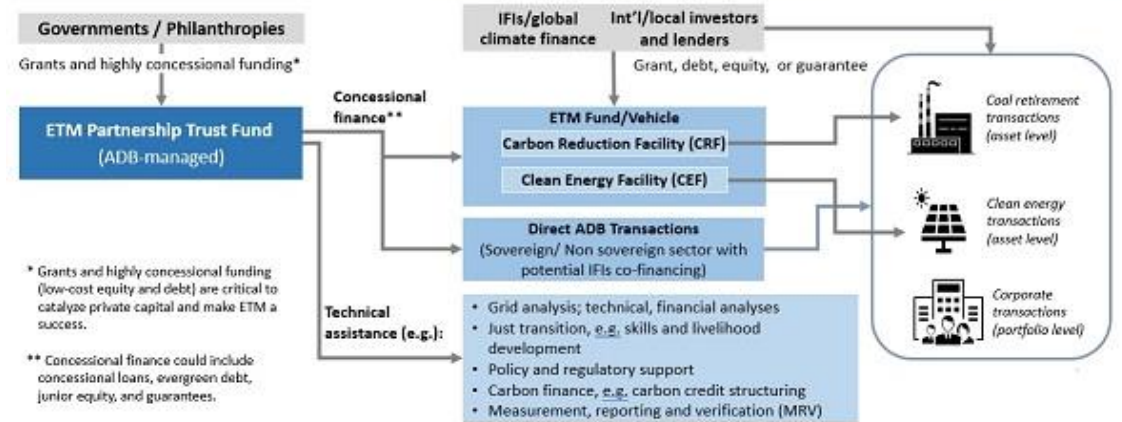 Governments / Philanthropies
Grants and highly concessional funding*
ETM Partnership Trust Fund
(ADB-managed)
* Grants and highly concessional funding
(low-cost equity and debt) are critical to
catalyze private capital and make ETM a
success.
** Concessional finance could include
concessional loans, evergreen debt,
junior equity, and guarantees.
Concessional
finance**
Technical
assistance (e.g.):
IFIs/global
climate finance
Int'l/local investors
and lenders
Grant, debt, equity, or guarantee
ETM Fund/Vehicle
Carbon Reduction Facility (CRF)
Clean Energy Facility (CEF)
Direct ADB Transactions
(Sovereign/ Non sovereign sector with
potential IFIs co-financing)
• Grid analysis; technical, financial analyses
• Just transition, e.g. skills and livelihood
development
• Policy and regulatory support
• Carbon finance, e.g. carbon credit structuring
• Measurement, reporting and verification (MRV)
Coal retirement
transactions
(asset level)
Clean energy
transactions
(asset level)
Corporate
transactions
(portfolio level)